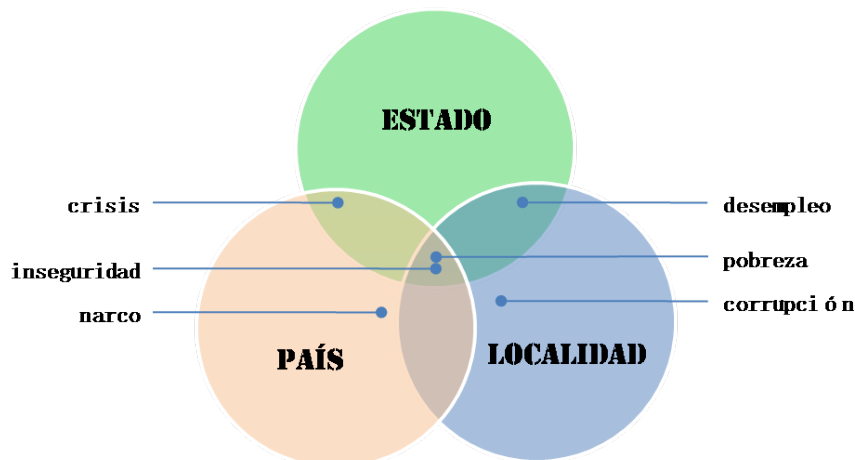 ESTADO
crisis
desempleo
inseguridad
pobreza
narco
corrupción
PAÍS
LOCALIDAD